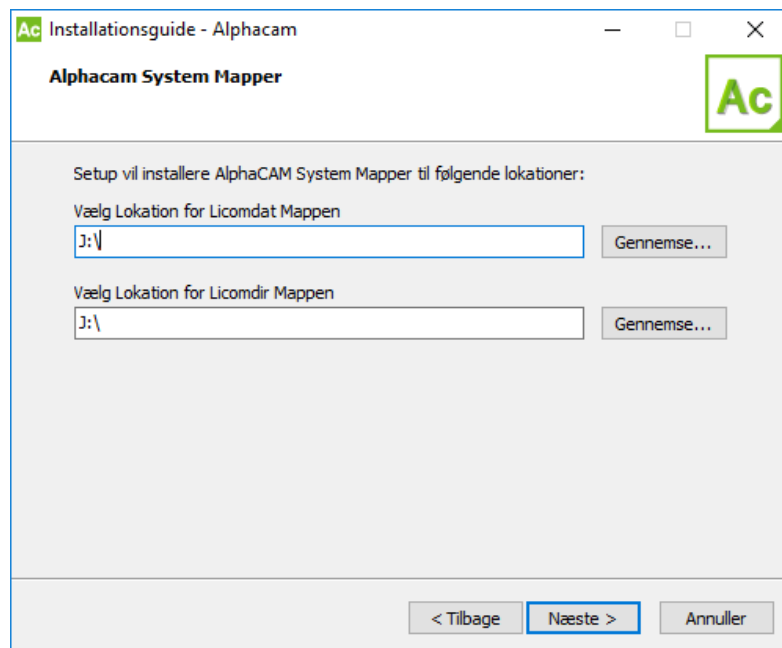 Ac Installationsguide - Alphacam
Alphacam System Mapper
Ac
Setup vil installere AlphaCAM System Mapper til følgende lokationer:
Vælg Lokation for Licomdat Mappen
J:\
Gennemse...
Vælg Lokation for Licomdir Mappen
J:\
Gennemse...
< Tilbage
Næste >
Annuller